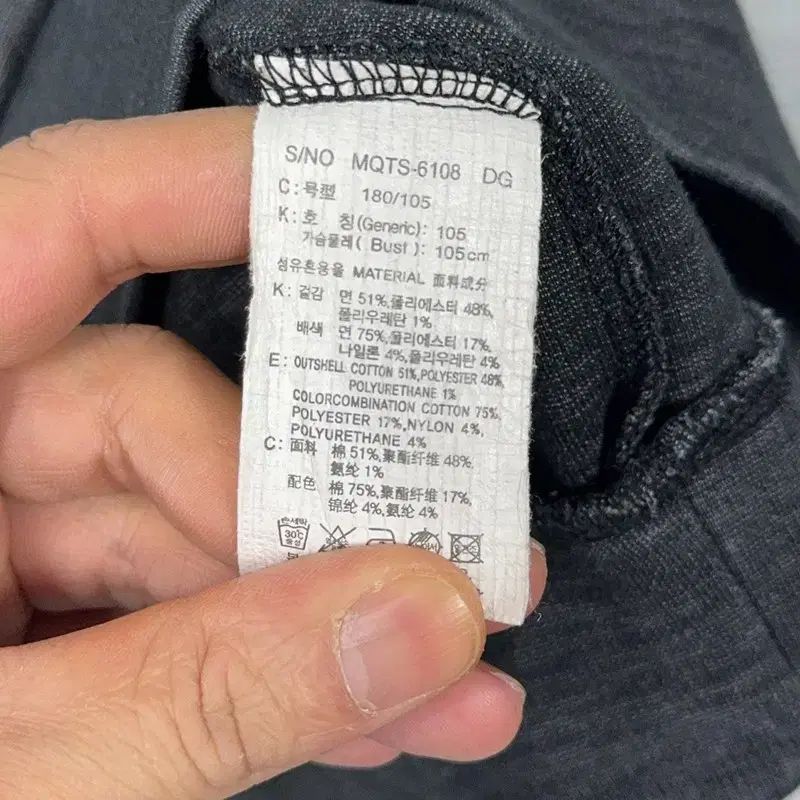 S/NO MQTS-6108 DG
C:号型 180/105
K:호 칭(Generic): 105
가슴둘레( Bust ): 105cm
섬유혼용율 MATERIAL 面料成分
K: 겉감 면 51%,폴리에스터 48%,
폴리우레탄 1%
배색 면 75%,폴리에스터 17%,
나일론 4%,폴리우레탄 4%
E: OUTSHELL COTTON 51%,POLYESTER 48%,
POLYURETHANE 1%
COLORCOMBINATION COTTON 75%,
POLYESTER 17%,NYLON 4%,
POLYURETHANE 4%
C: 面料 棉 51%,聚酯纤维 48%,
氨纶 1%
配色 棉 75%,聚酯纤维 17%,
锦纶 4%,氨纶 4%
30℃
중성